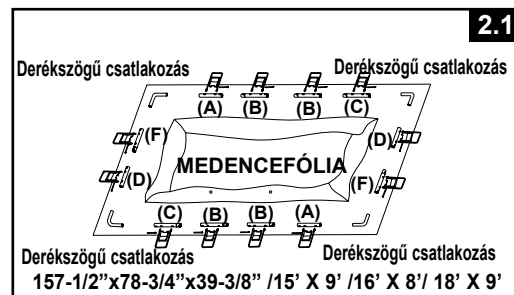 2.1
Derékszögű csatlakozás Derékszögű csatlakozás
(A) (B) (B) (C)
(F) (D)
MEDENCEFÓLIA
(D) (F)
(C) (B) (B) (A)
Derékszögű csatlakozás Derékszögű csatlakozás
157-1/2”x78-3/4”x39-3/8” /15’ X 9’ /16’ X 8’/ 18’ X 9’